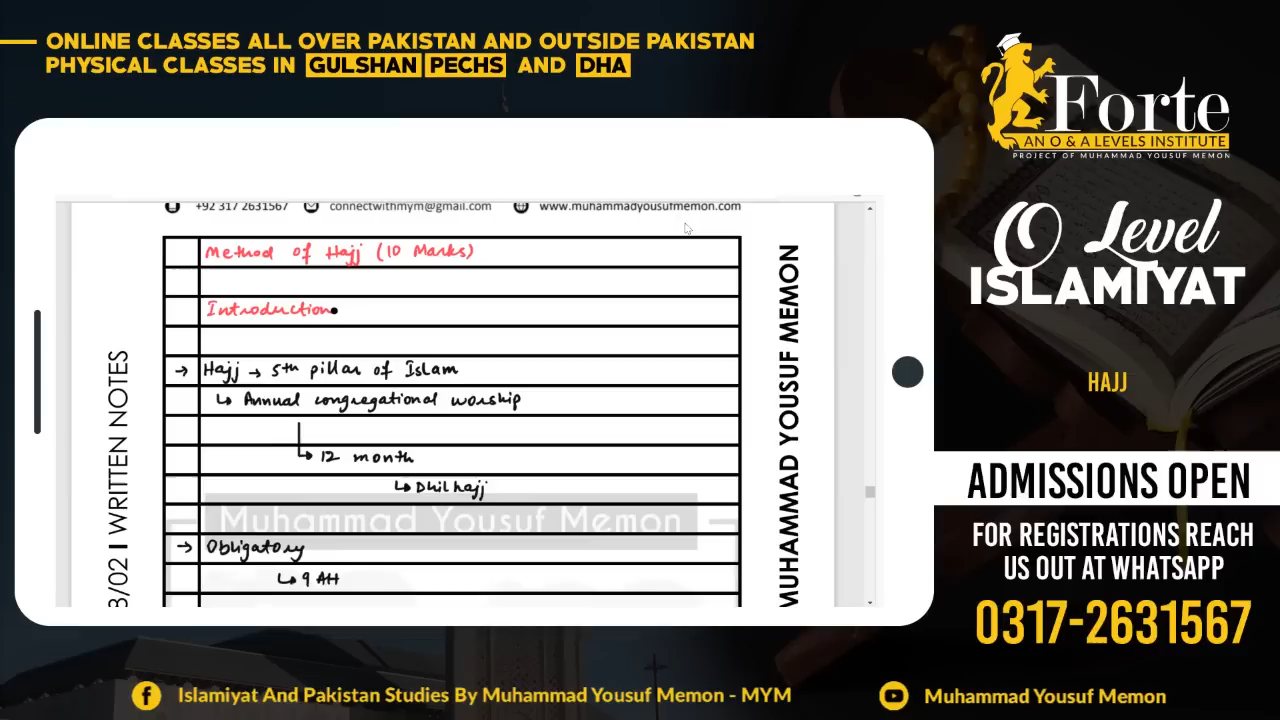 ONLINE CLASSES ALL OVER PAKISTAN AND OUTSIDE PAKISTAN
PHYSICAL CLASSES IN GULSHAN PECHS AND DHA
Forte
AN O & A LEVELS INSTITUTE
PROJECT OF MUHAMMAD YOUSUF MEMON
O Level
ISLAMIYAT
HAJJ
ADMISSIONS OPEN
FOR REGISTRATIONS REACH
US OUT AT WHATSAPP
0317-2631567
+92 317 2631567 connectwithmym@gmail.com www.muhammadyousufmemon.com
Method of Hajj (10 Marks)
Introduction
→ Hajj → 5th pillar of Islam
↳ Annual congregational worship
↳ 12 month
↳ Dhil hajj
Muhammad Yousuf Memon
→ Obligatory
↳ 9 AH
8/02 I WRITTEN NOTES
MUHAMMAD YOUSUF MEMON
Islamiyat And Pakistan Studies By Muhammad Yousuf Memon - MYM
Muhammad Yousuf Memon